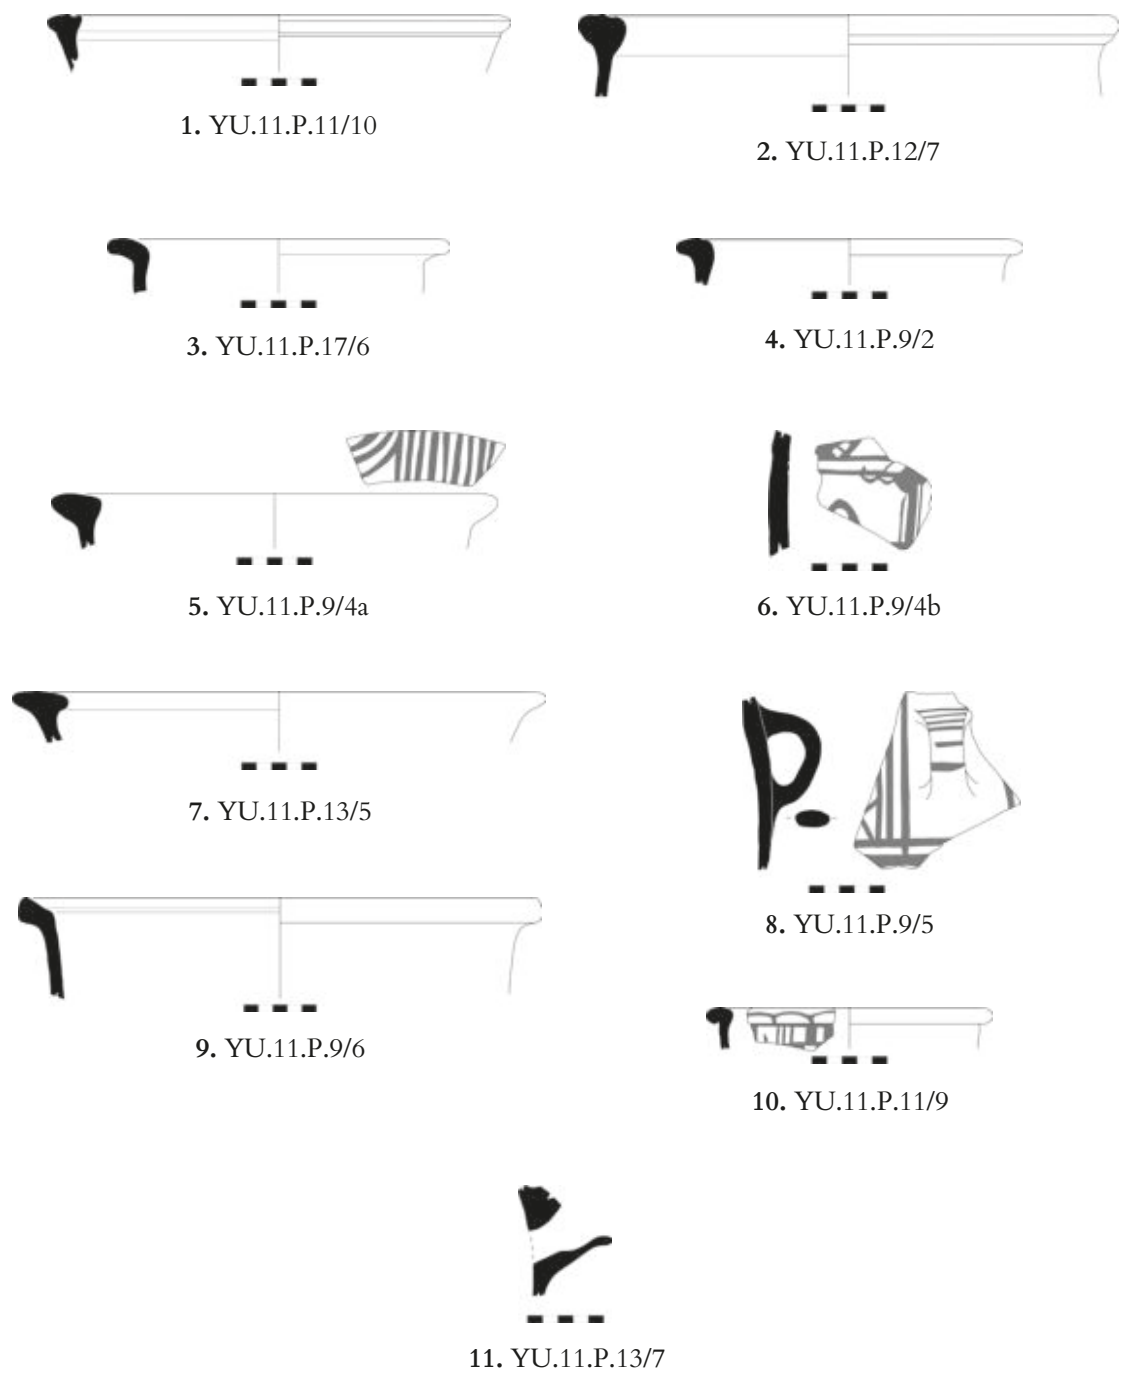 1. YU.11.P.11/10
2. YU.11.P.12/7
3. YU.11.P.17/6
4. YU.11.P.9/2
5. YU.11.P.9/4a
6. YU.11.P.9/4b
7. YU.11.P.13/5
8. YU.11.P.9/5
9. YU.11.P.9/6
10. YU.11.P.11/9
11. YU.11.P.13/7